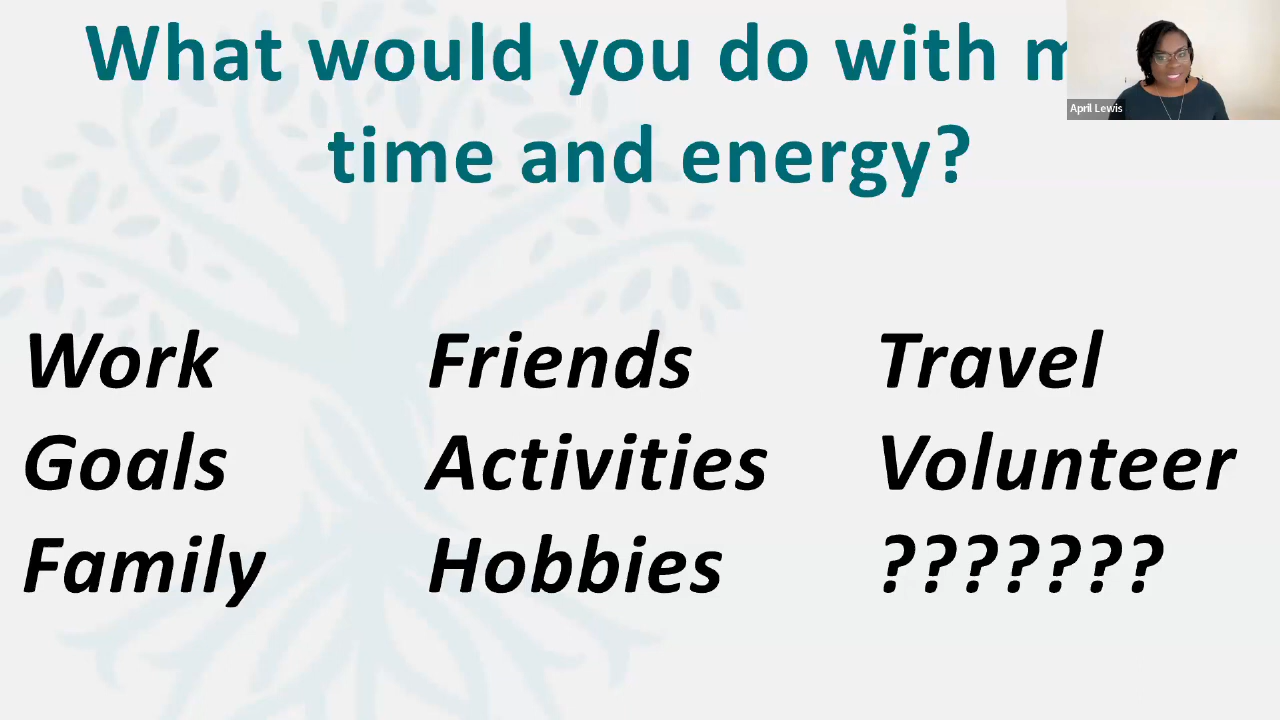 What would you do with
time and energy?
April Lewis
Work
Goals
Family
Friends
Activities
Hobbies
Travel
Volunteer
???????